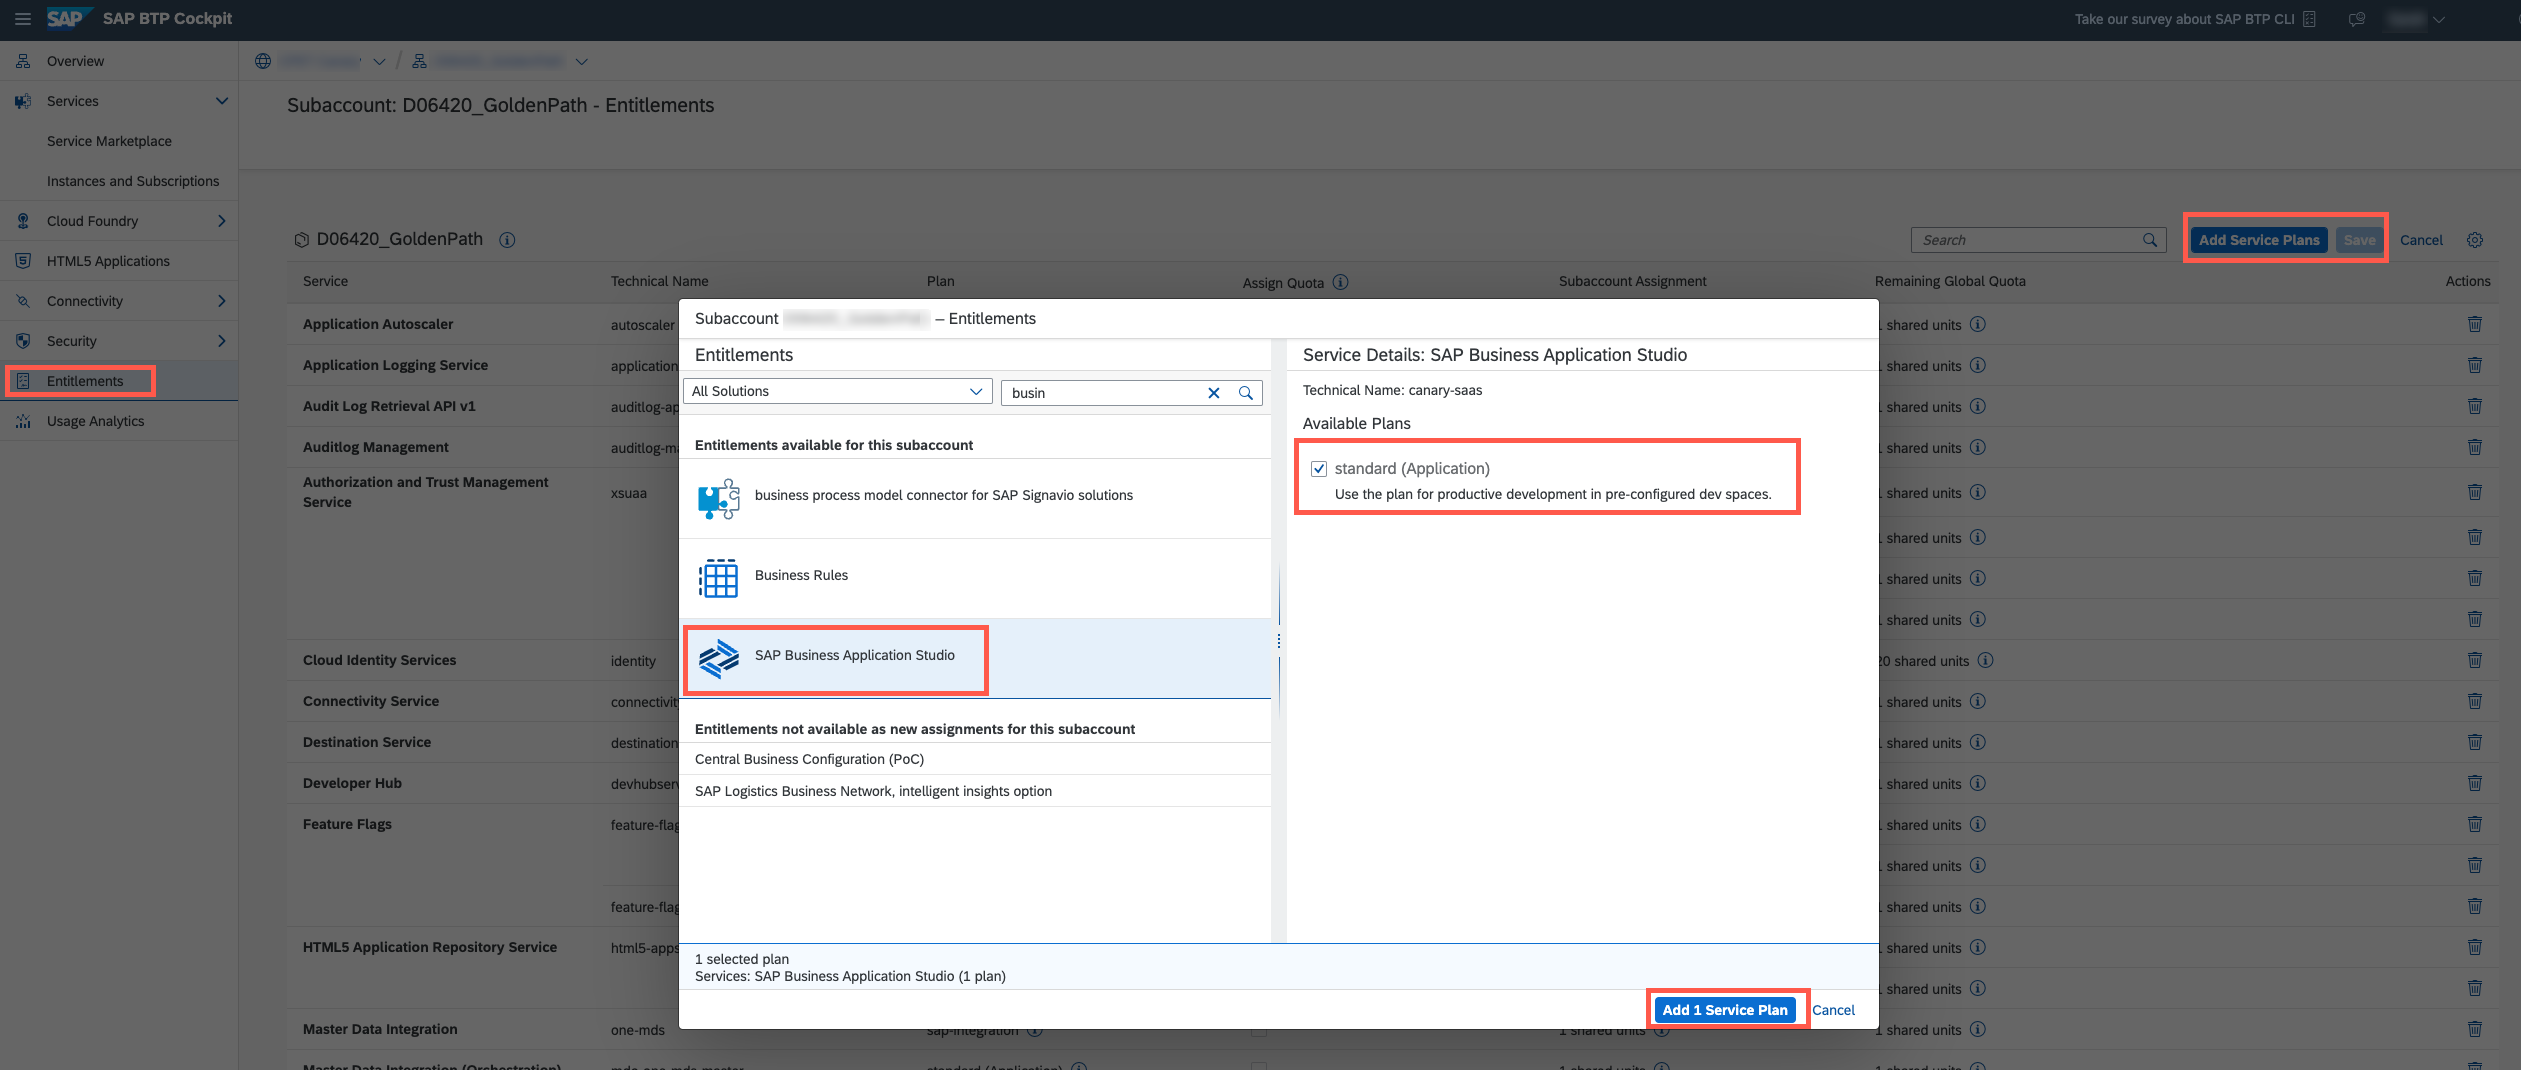 SAP SAP BTP Cockpit
Take our survey about SAP BTP CLI
Overview
Services
Service Marketplace
Instances and Subscriptions
Cloud Foundry
HTML5 Applications
Connectivity
Security
Entitlements
Usage Analytics
/
Subaccount: D06420_GoldenPath - Entitlements
D06420_GoldenPath
Search
Add Service Plans
Save
Cancel
Service
Technical Name
Plan
Assign Quota
Subaccount Assignment
Remaining Global Quota
Actions
Application Autoscaler
autoscaler
shared units
Application Logging Service
application
shared units
Audit Log Retrieval API v1
auditlog-ap
shared units
Auditlog Management
auditlog-ma
shared units
Authorization and Trust Management
Service
xsuaa
shared units
shared units
shared units
shared units
Cloud Identity Services
identity
20 shared units
Connectivity Service
connectivity
shared units
Destination Service
destination
shared units
Developer Hub
devhubserv
shared units
Feature Flags
feature-flag
shared units
shared units
feature-flag
shared units
HTML5 Application Repository Service
html5-apps
shared units
shared units
Master Data Integration
one-mds
sap-integration
1 shared units
1 shared units
Master Data Integration (Orchestration)
mdo-one-mds-master
standard (Application)
1 shared units
1 shared units
Subaccount
– Entitlements
Entitlements
All Solutions
busin
Entitlements available for this subaccount
business process model connector for SAP Signavio solutions
Business Rules
SAP Business Application Studio
Entitlements not available as new assignments for this subaccount
Central Business Configuration (PoC)
SAP Logistics Business Network, intelligent insights option
Service Details: SAP Business Application Studio
Technical Name: canary-saas
Available Plans
standard (Application)
Use the plan for productive development in pre-configured dev spaces.
1 selected plan
Services: SAP Business Application Studio (1 plan)
Add 1 Service Plan
Cancel